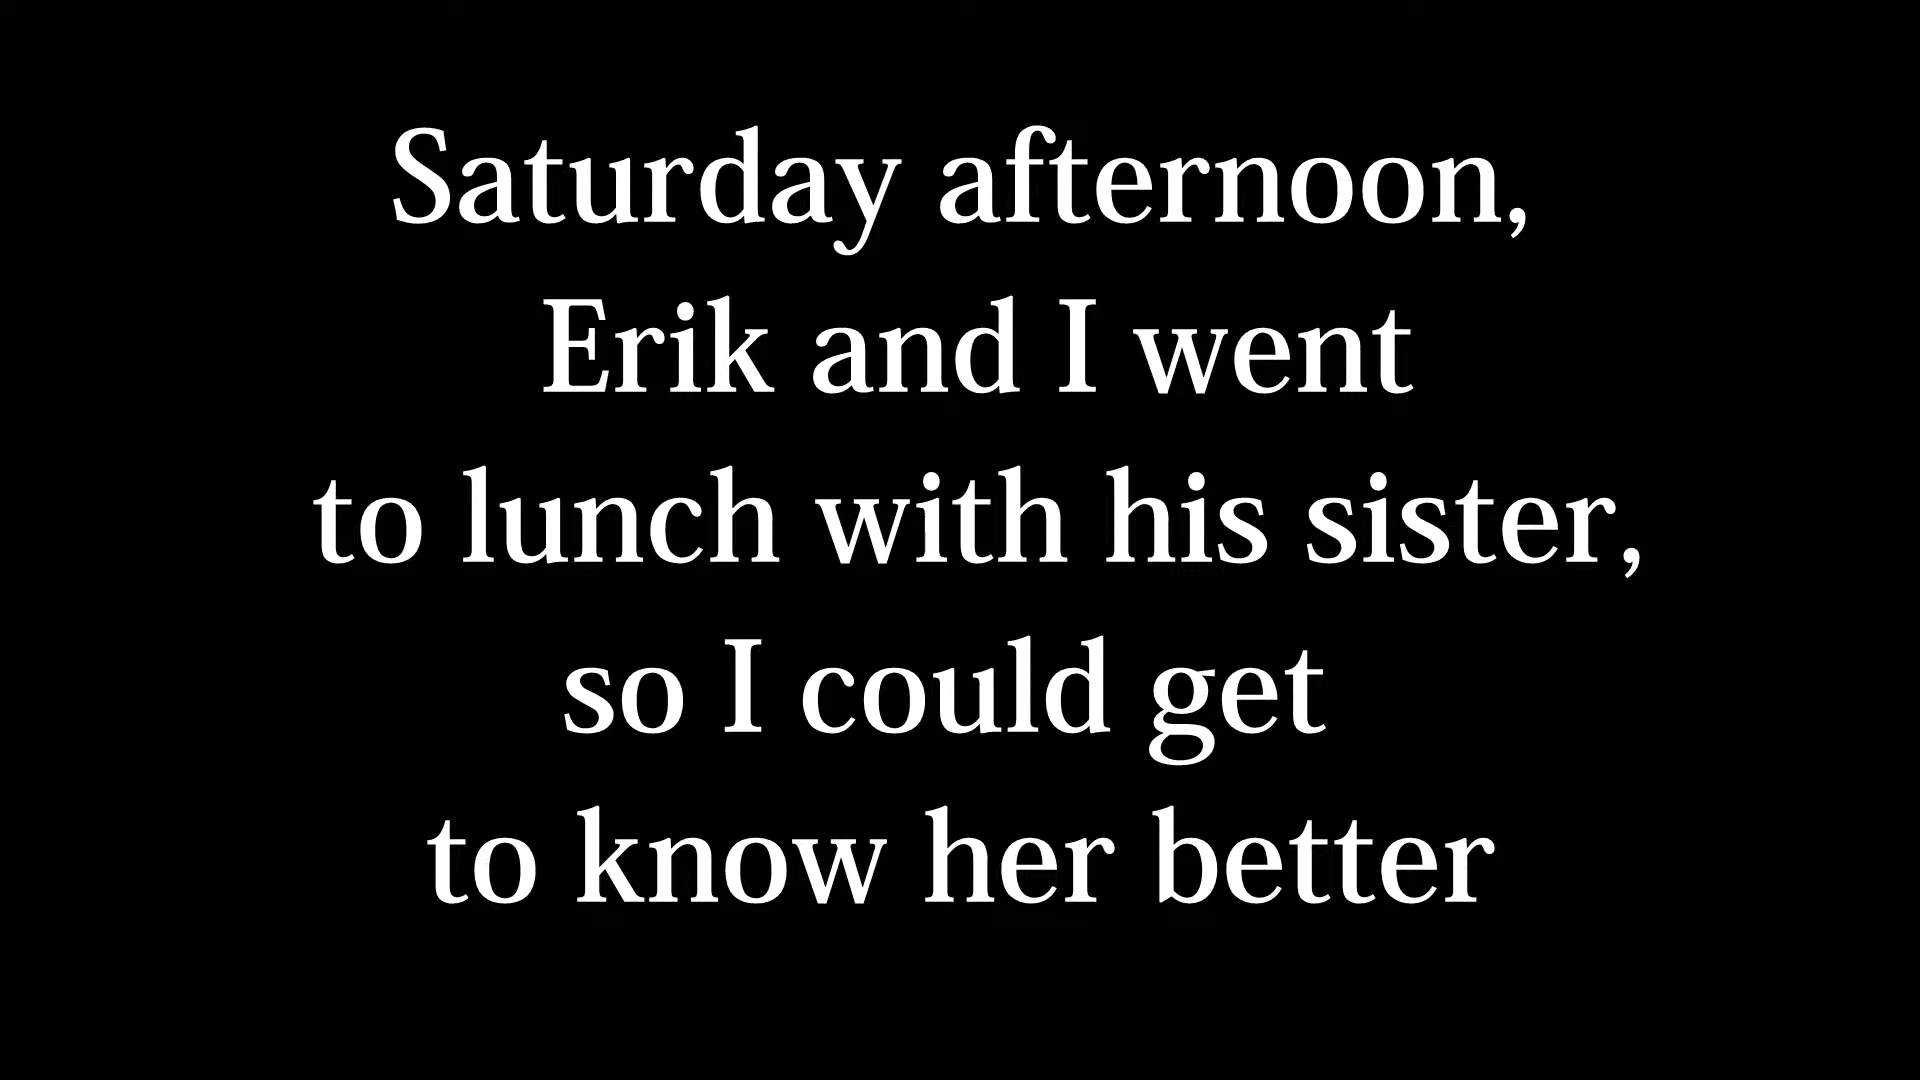 Saturday afternoon,
Erik and I went
to lunch with his sister,
so I could get
to know her better